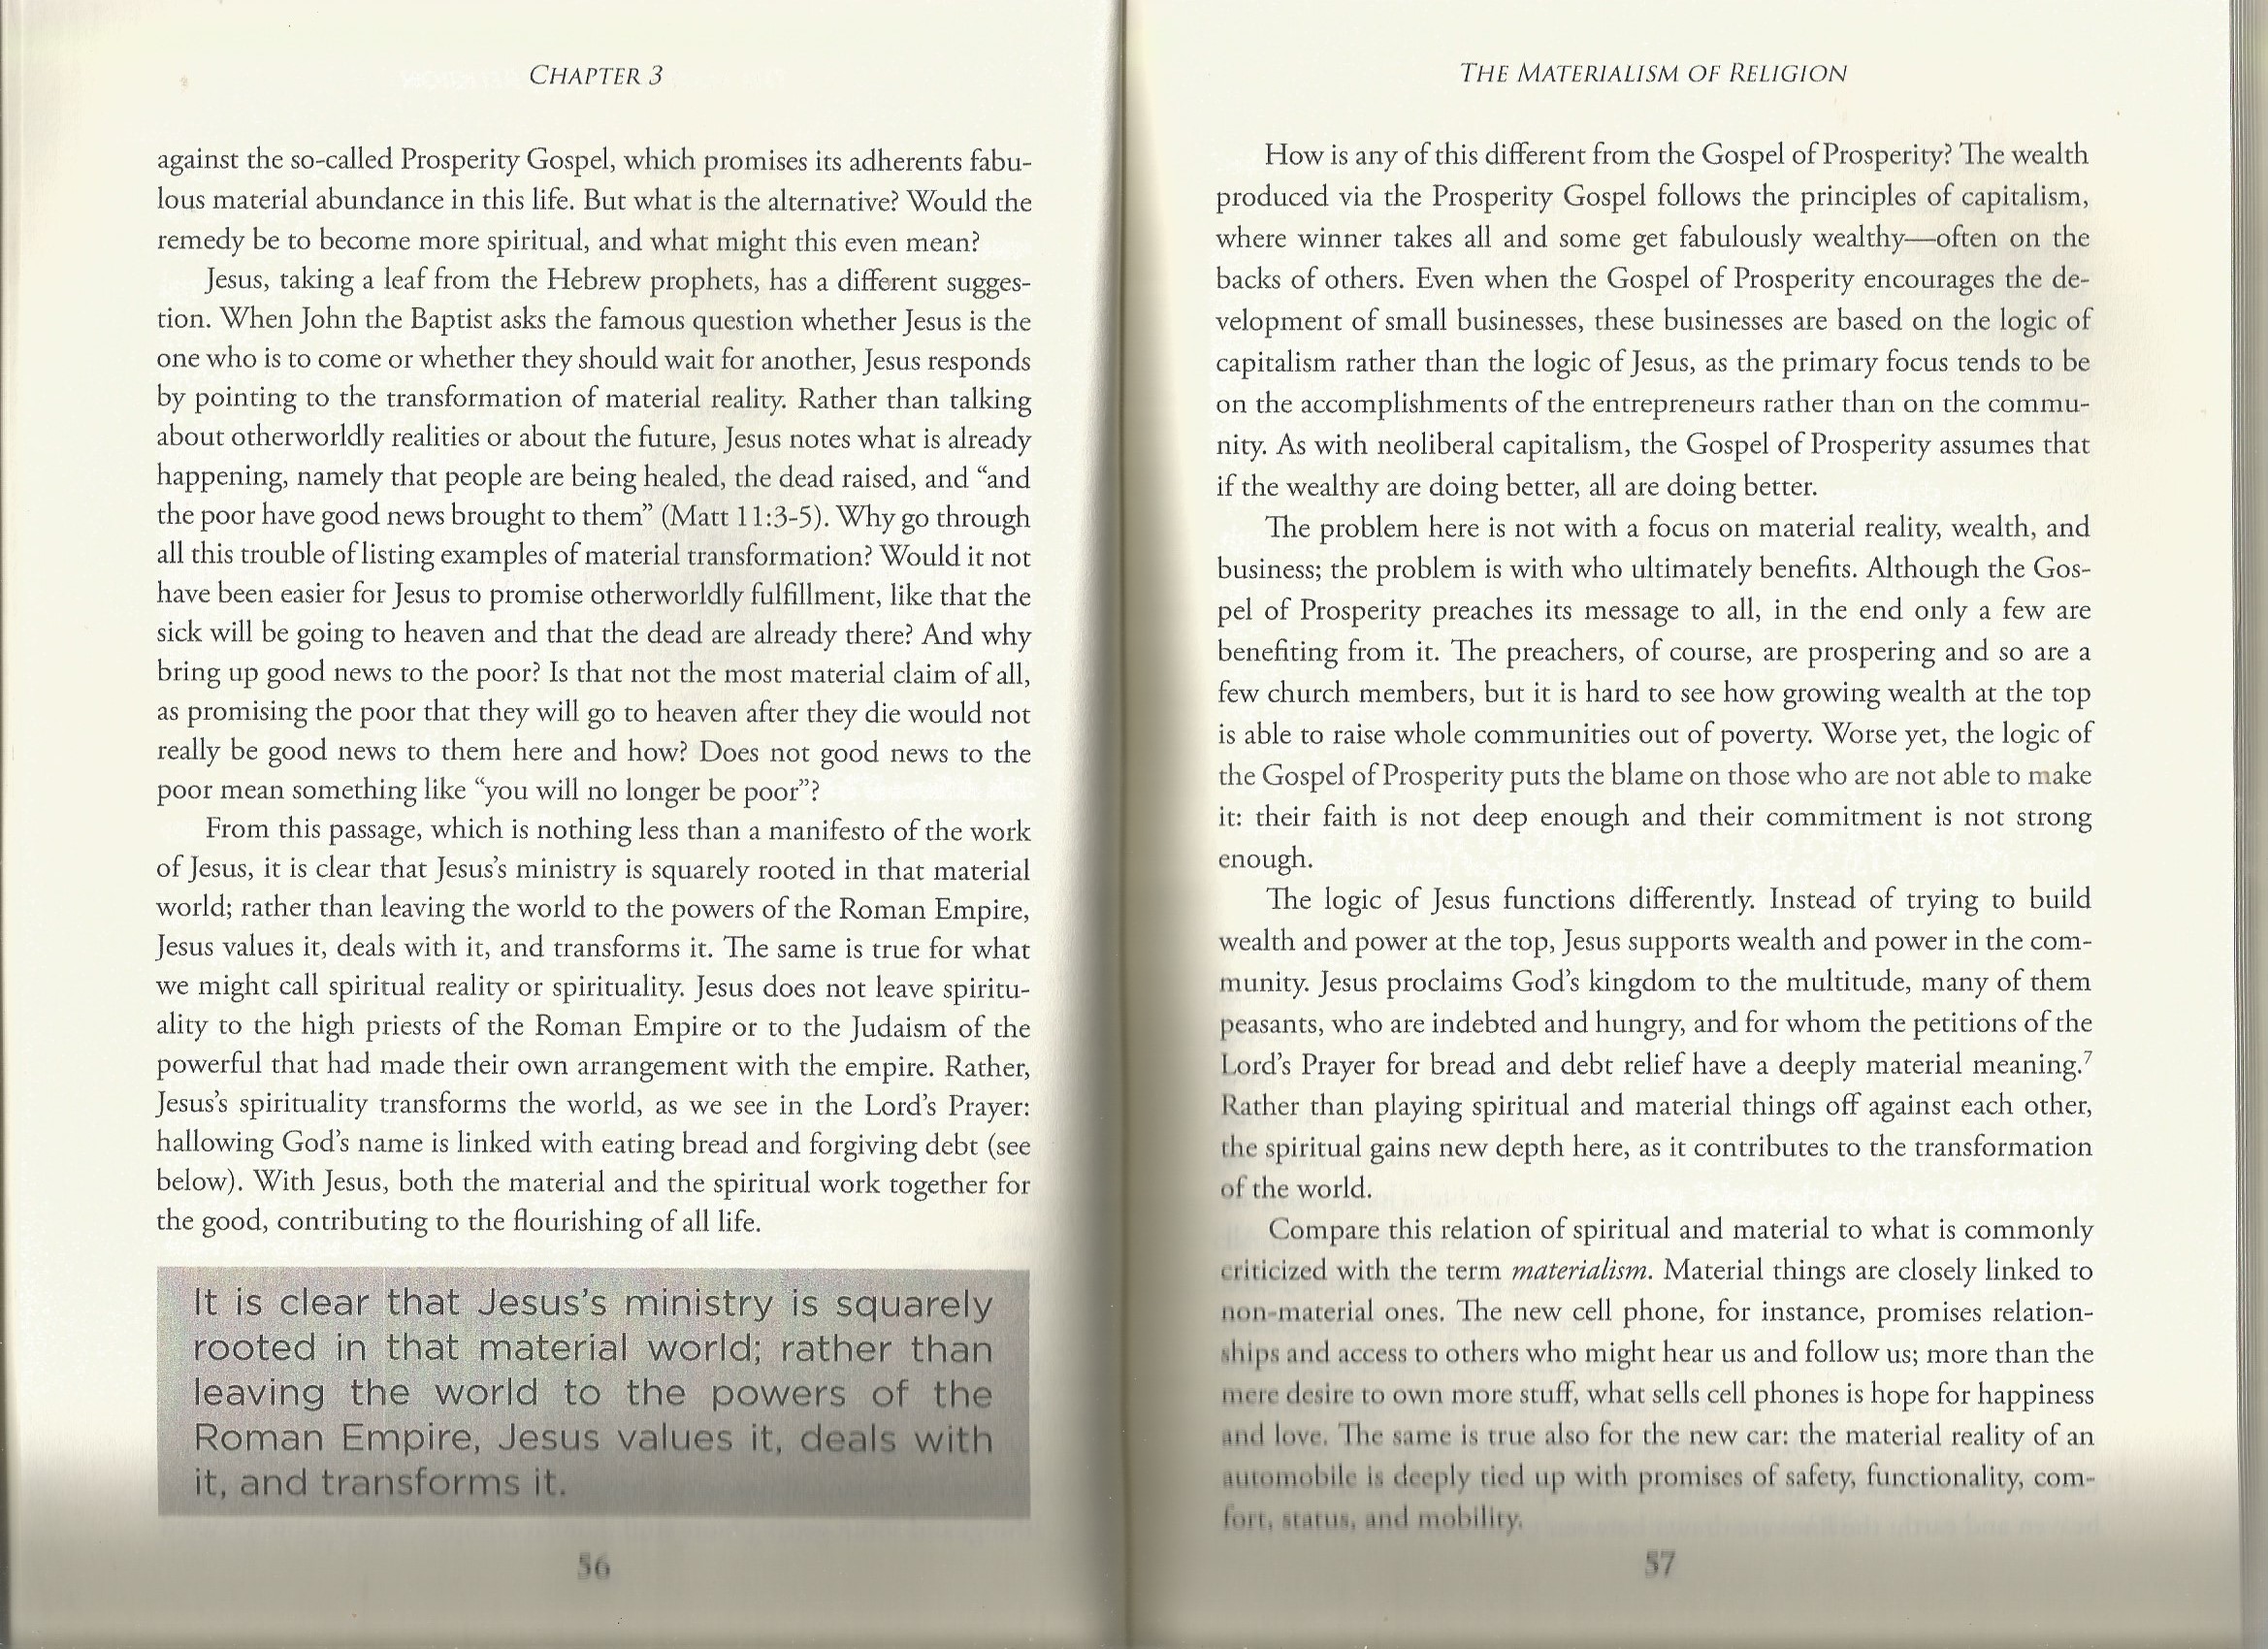 CHAPTER 3
against the so-called Prosperity Gospel, which promises its adherents fabu-
lous material abundance in this life. But what is the alternative? Would the
remedy be to become more spiritual, and what might this even mean?
Jesus, taking a leaf from the Hebrew prophets, has a different sugges-
tion. When John the Baptist asks the famous question whether Jesus is the
one who is to come or whether they should wait for another, Jesus responds
by pointing to the transformation of material reality. Rather than talking
about otherworldly realities or about the future, Jesus notes what is already
happening, namely that people are being healed, the dead raised, and “and
the poor have good news brought to them” (Matt 11:3-5). Why go through
all this trouble of listing examples of material transformation? Would it not
have been easier for Jesus to promise otherworldly fulfillment, like that the
sick will be going to heaven and that the dead are already there? And why
bring up good news to the poor? Is that not the most material claim of all,
as promising the poor that they will go to heaven after they die would not
really be good news to them here and how? Does not good news to the
poor mean something like “you will no longer be poor”?
From this passage, which is nothing less than a manifesto of the work
of Jesus, it is clear that Jesus’s ministry is squarely rooted in that material
world; rather than leaving the world to the powers of the Roman Empire,
Jesus values it, deals with it, and transforms it. The same is true for what
we might call spiritual reality or spirituality. Jesus does not leave spiritu-
ality to the high priests of the Roman Empire or to the Judaism of the
powerful that had made their own arrangement with the empire. Rather,
Jesus’s spirituality transforms the world, as we see in the Lord’s Prayer:
hallowing God’s name is linked with eating bread and forgiving debt (see
below). With Jesus, both the material and the spiritual work together for
the good, contributing to the flourishing of all life.
It is clear that Jesus’s ministry is squarely
rooted in that material world; rather than
leaving the world to the powers of the
Roman Empire, Jesus values it, deals with
it, and transforms it.
56
THE MATERIALISM OF RELIGION
How is any of this different from the Gospel of Prosperity? The wealth
produced via the Prosperity Gospel follows the principles of capitalism,
where winner takes all and some get fabulously wealthy—often on the
backs of others. Even when the Gospel of Prosperity encourages the de-
velopment of small businesses, these businesses are based on the logic of
capitalism rather than the logic of Jesus, as the primary focus tends to be
on the accomplishments of the entrepreneurs rather than on the commu-
nity. As with neoliberal capitalism, the Gospel of Prosperity assumes that
if the wealthy are doing better, all are doing better.
The problem here is not with a focus on material reality, wealth, and
business; the problem is with who ultimately benefits. Although the Gos-
pel of Prosperity preaches its message to all, in the end only a few are
benefiting from it. The preachers, of course, are prospering and so are a
few church members, but it is hard to see how growing wealth at the top
is able to raise whole communities out of poverty. Worse yet, the logic of
the Gospel of Prosperity puts the blame on those who are not able to make
it: their faith is not deep enough and their commitment is not strong
enough.
The logic of Jesus functions differently. Instead of trying to build
wealth and power at the top, Jesus supports wealth and power in the com-
munity. Jesus proclaims God’s kingdom to the multitude, many of them
peasants, who are indebted and hungry, and for whom the petitions of the
Lord’s Prayer for bread and debt relief have a deeply material meaning.7
Rather than playing spiritual and material things off against each other,
the spiritual gains new depth here, as it contributes to the transformation
of the world.
Compare this relation of spiritual and material to what is commonly
criticized with the term materialism. Material things are closely linked to
non-material ones. The new cell phone, for instance, promises relation-
ships and access to others who might hear us and follow us; more than the
mere desire to own more stuff, what sells cell phones is hope for happiness
and love. The same is true also for the new car: the material reality of an
automobile is deeply tied up with promises of safety, functionality, com-
fort, status, and mobility.
57